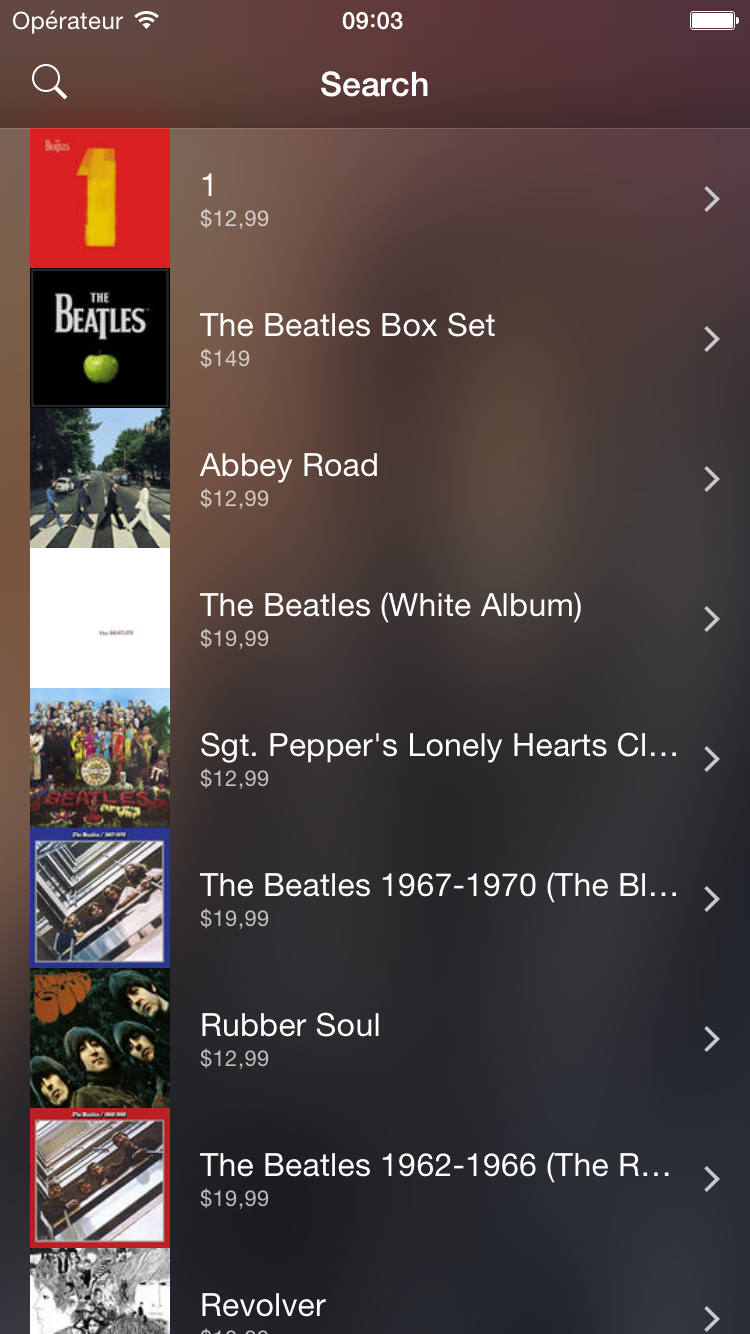 Opérateur 09:03
Search
The Beatles
1
$12,99
THE
BEATLES
The Beatles Box Set
$149
Abbey Road
$12,99
The BEATLES
The Beatles (White Album)
$19,99
BEATLES
Sgt. Pepper's Lonely Hearts Cl...
$12,99
The Beatles / 1967-1970
The Beatles 1967-1970 (The Bl...
$19,99
Rubber Soul
$12,99
The Beatles / 1962-1966
The Beatles 1962-1966 (The R...
$19,99
Revolver